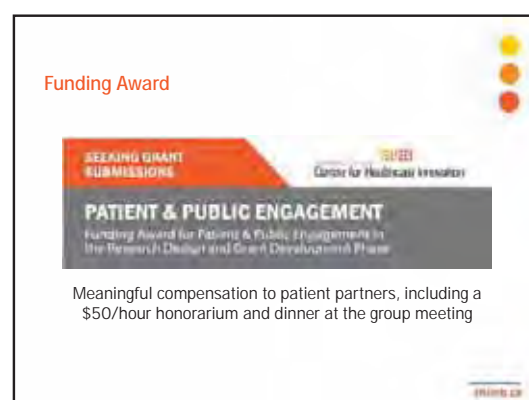 Funding Award
SEEKING GRANT
SUBMISSIONS
Centre for Healthcare Innovation
PATIENT & PUBLIC ENGAGEMENT
Funding Award for Patient & Public Engagement in
the Research Design and Grant Development Phase
Meaningful compensation to patient partners, including a
$50/hour honorarium and dinner at the group meeting